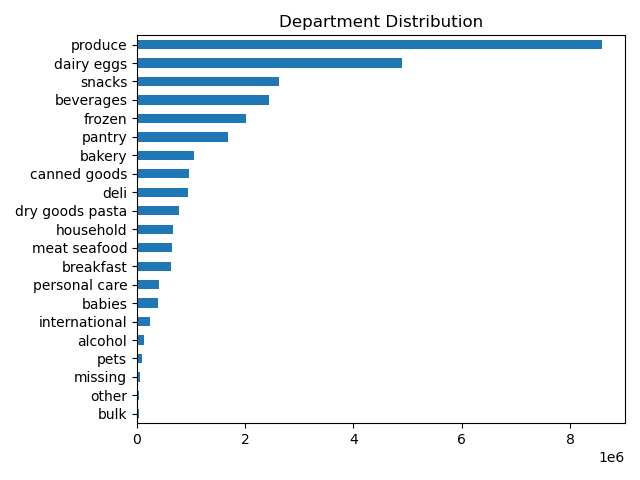 Department Distribution
produce
dairy eggs
snacks
beverages
frozen
pantry
bakery
canned goods
deli
dry goods pasta
household
meat seafood
breakfast
personal care
babies
international
alcohol
pets
missing
other
bulk
0 2 4 6 8
1e6